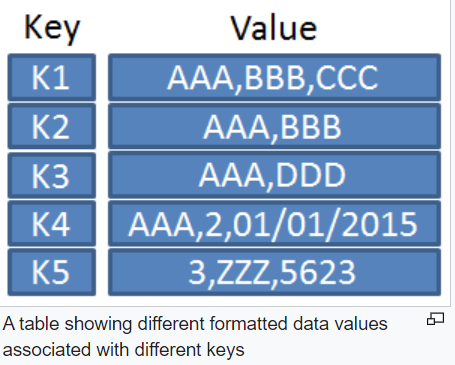 Key Value
K1 AAA,BBB,CCC
K2 AAA,BBB
K3 AAA,DDD
K4 AAA,2,01/01/2015
K5 3,ZZZ,5623
A table showing different formatted data values
associated with different keys